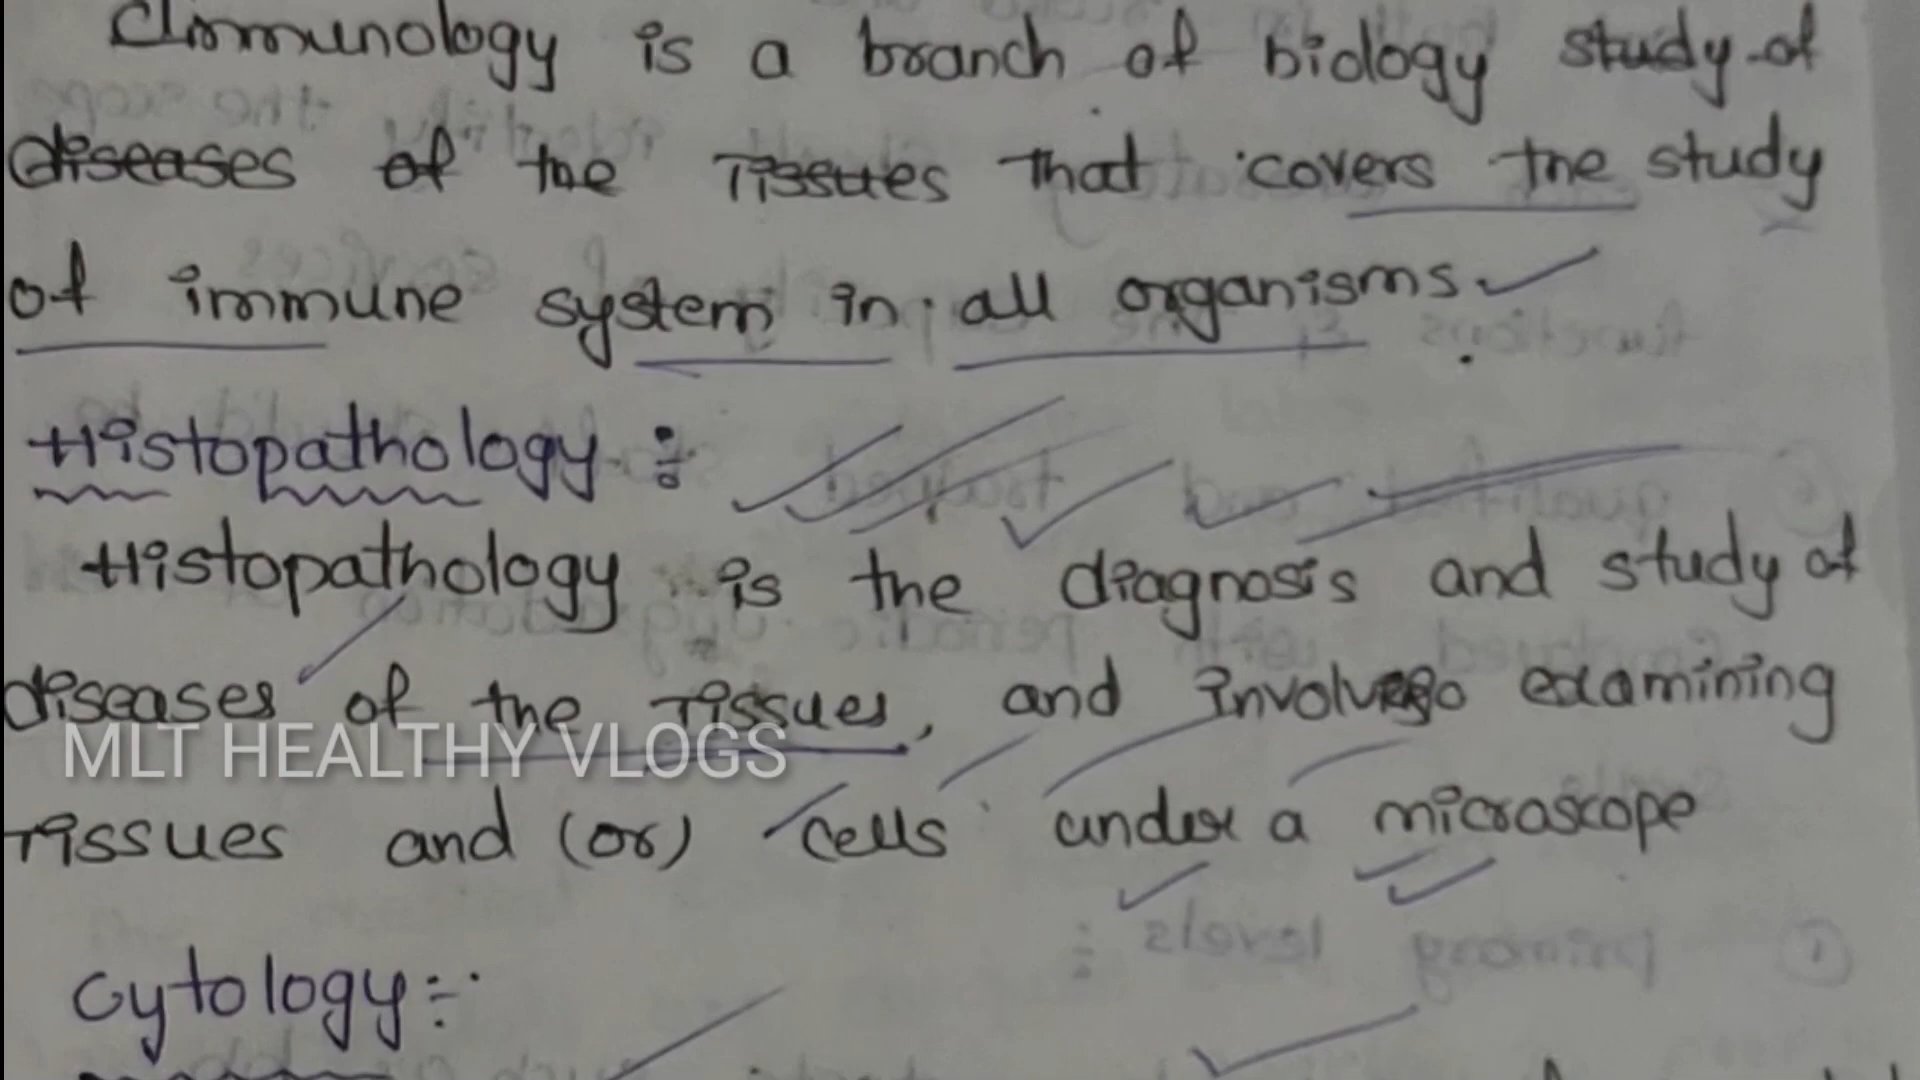 Immunology is a branch of biology study of
diseases of the Tissues that covers the study
of immune system in all organisms.
Histopathology :-
Histopathology is the diagnosis and study of
diseases of the Tissues, and involves examining
MLT HEALTHY VLOGS
Tissues and (or) cells under a microscope
Cytology :-